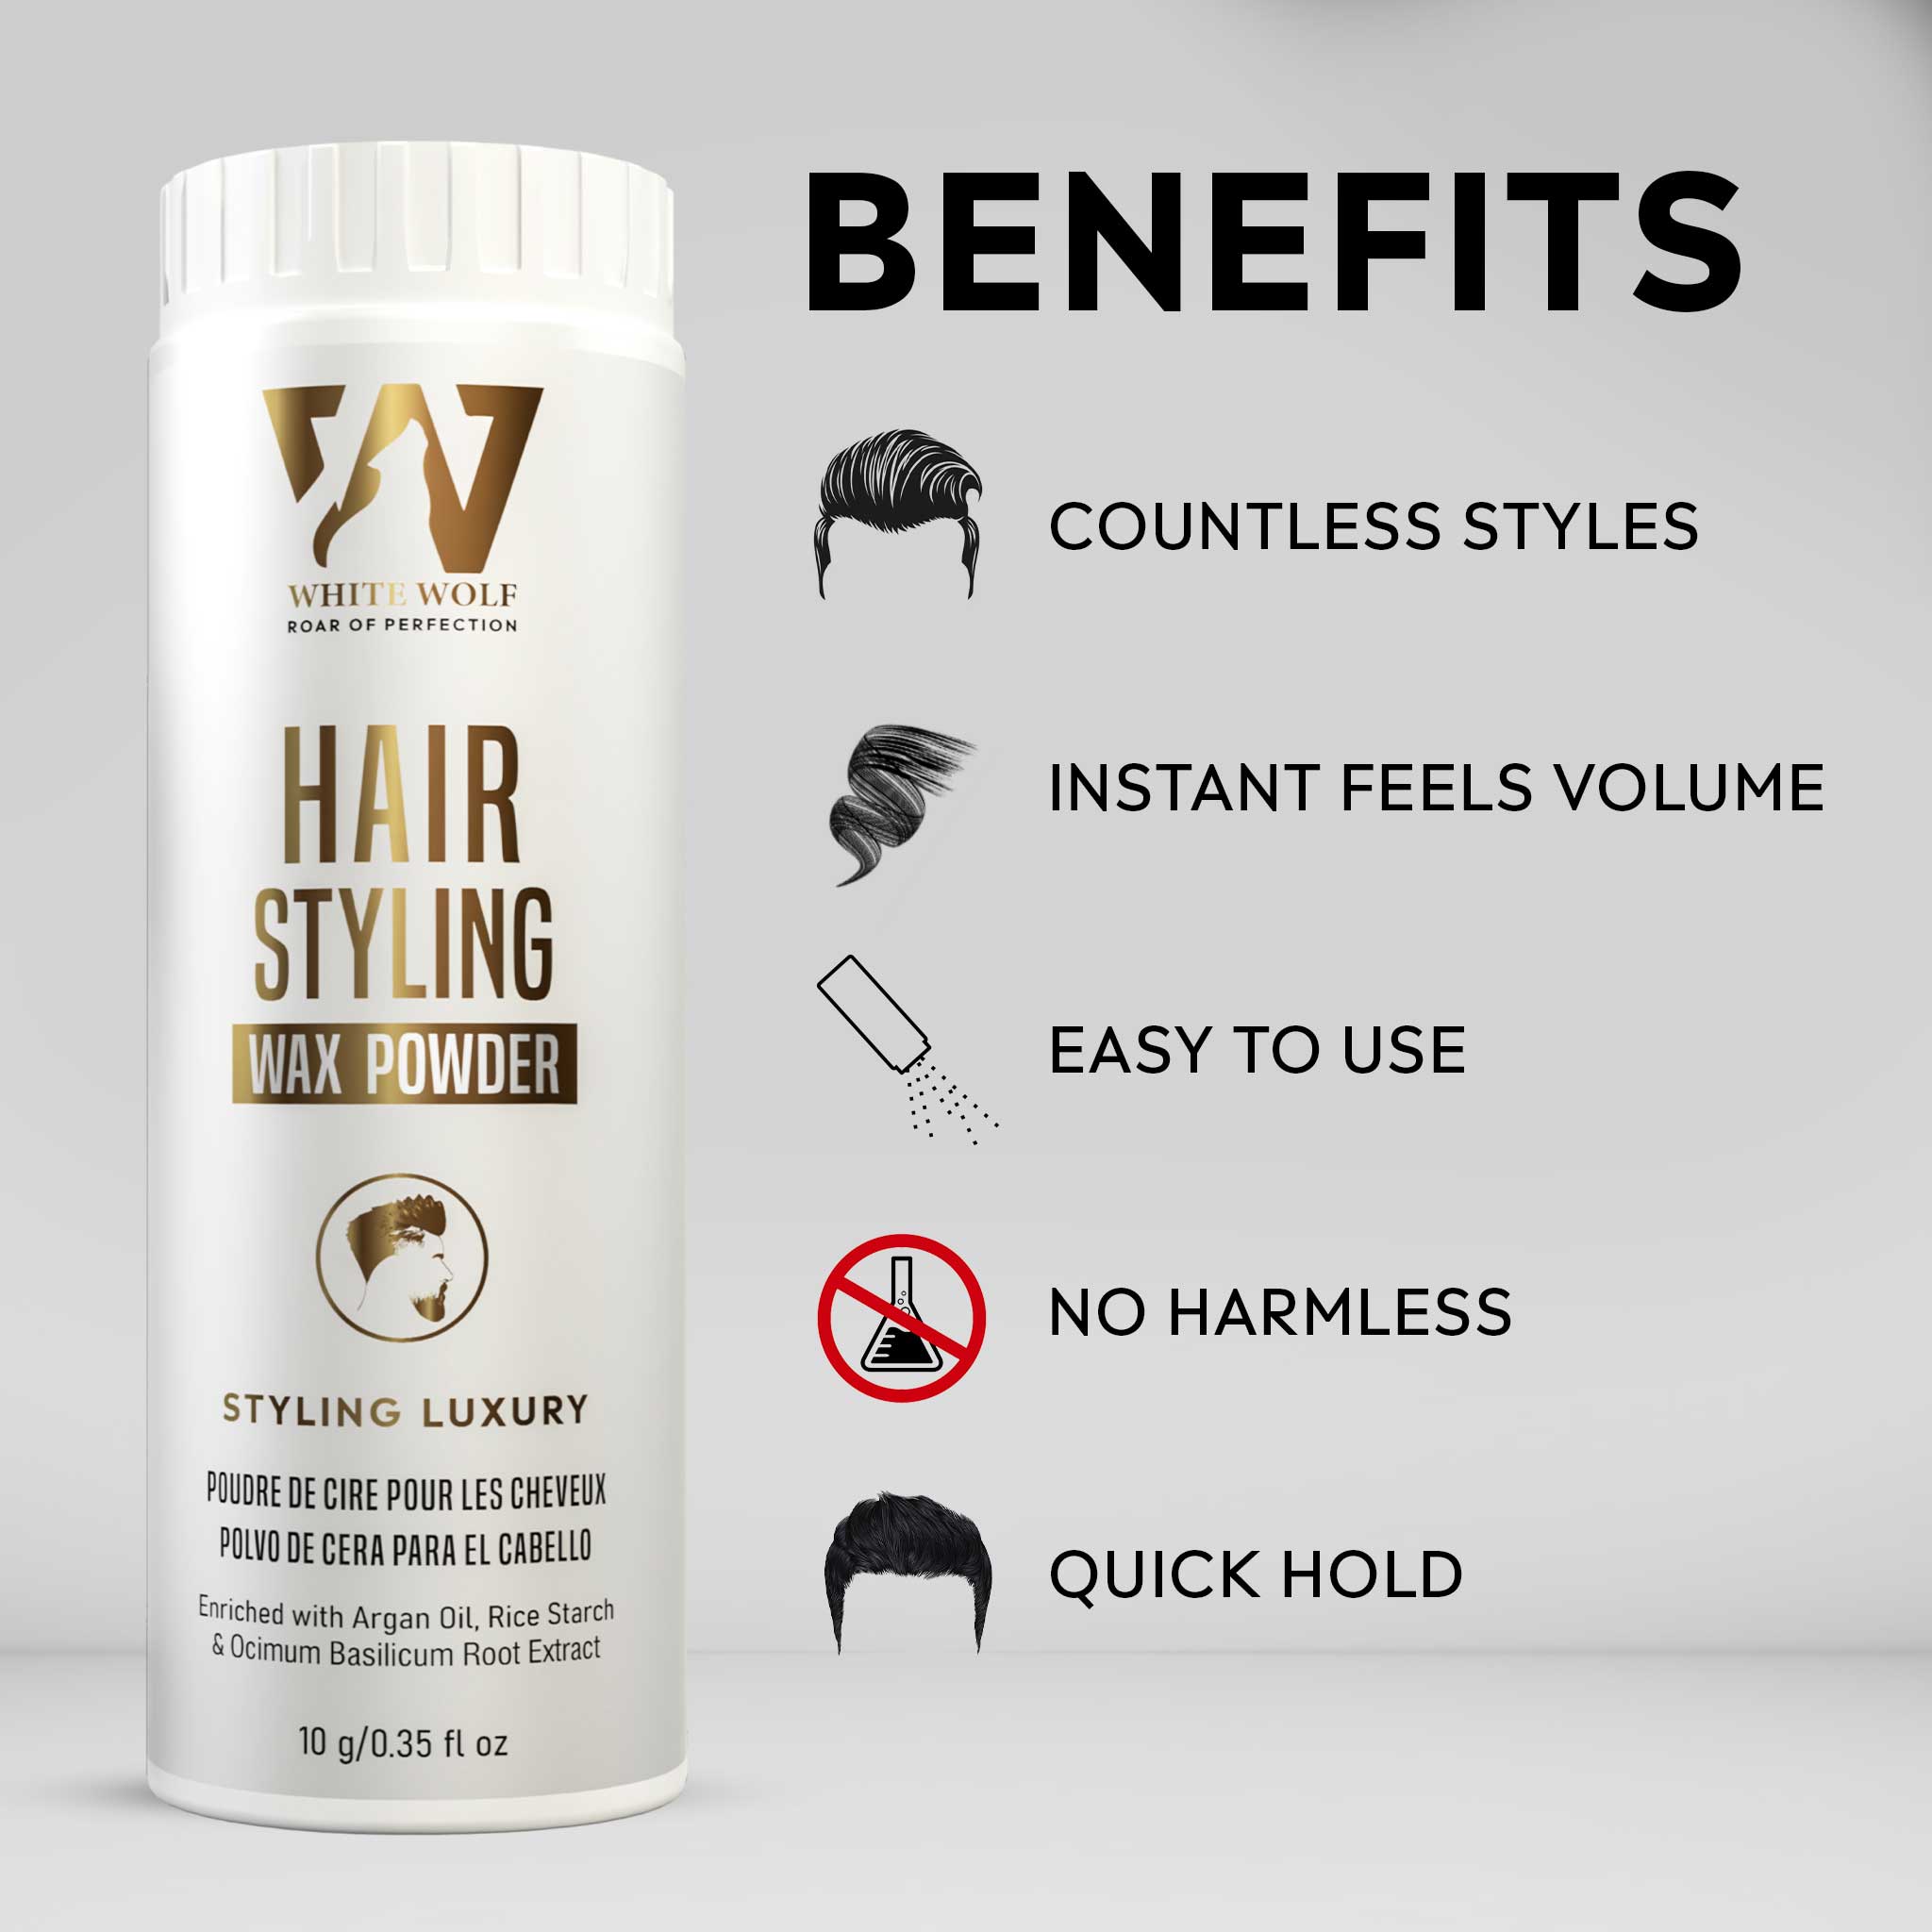 WHITE WOLF
ROAR OF PERFECTION
HAIR
STYLING
WAX POWDER
STYLING LUXURY
POUDRE DE CIRE POUR LES CHEVEUX
POLVO DE CERA PARA EL CABELLO
Enriched with Argan Oil, Rice Starch
& Ocimum Basilicum Root Extract
10 g/0.35 fl oz
BENEFITS
COUNTLESS STYLES
INSTANT FEELS VOLUME
EASY TO USE
NO HARMLESS
QUICK HOLD